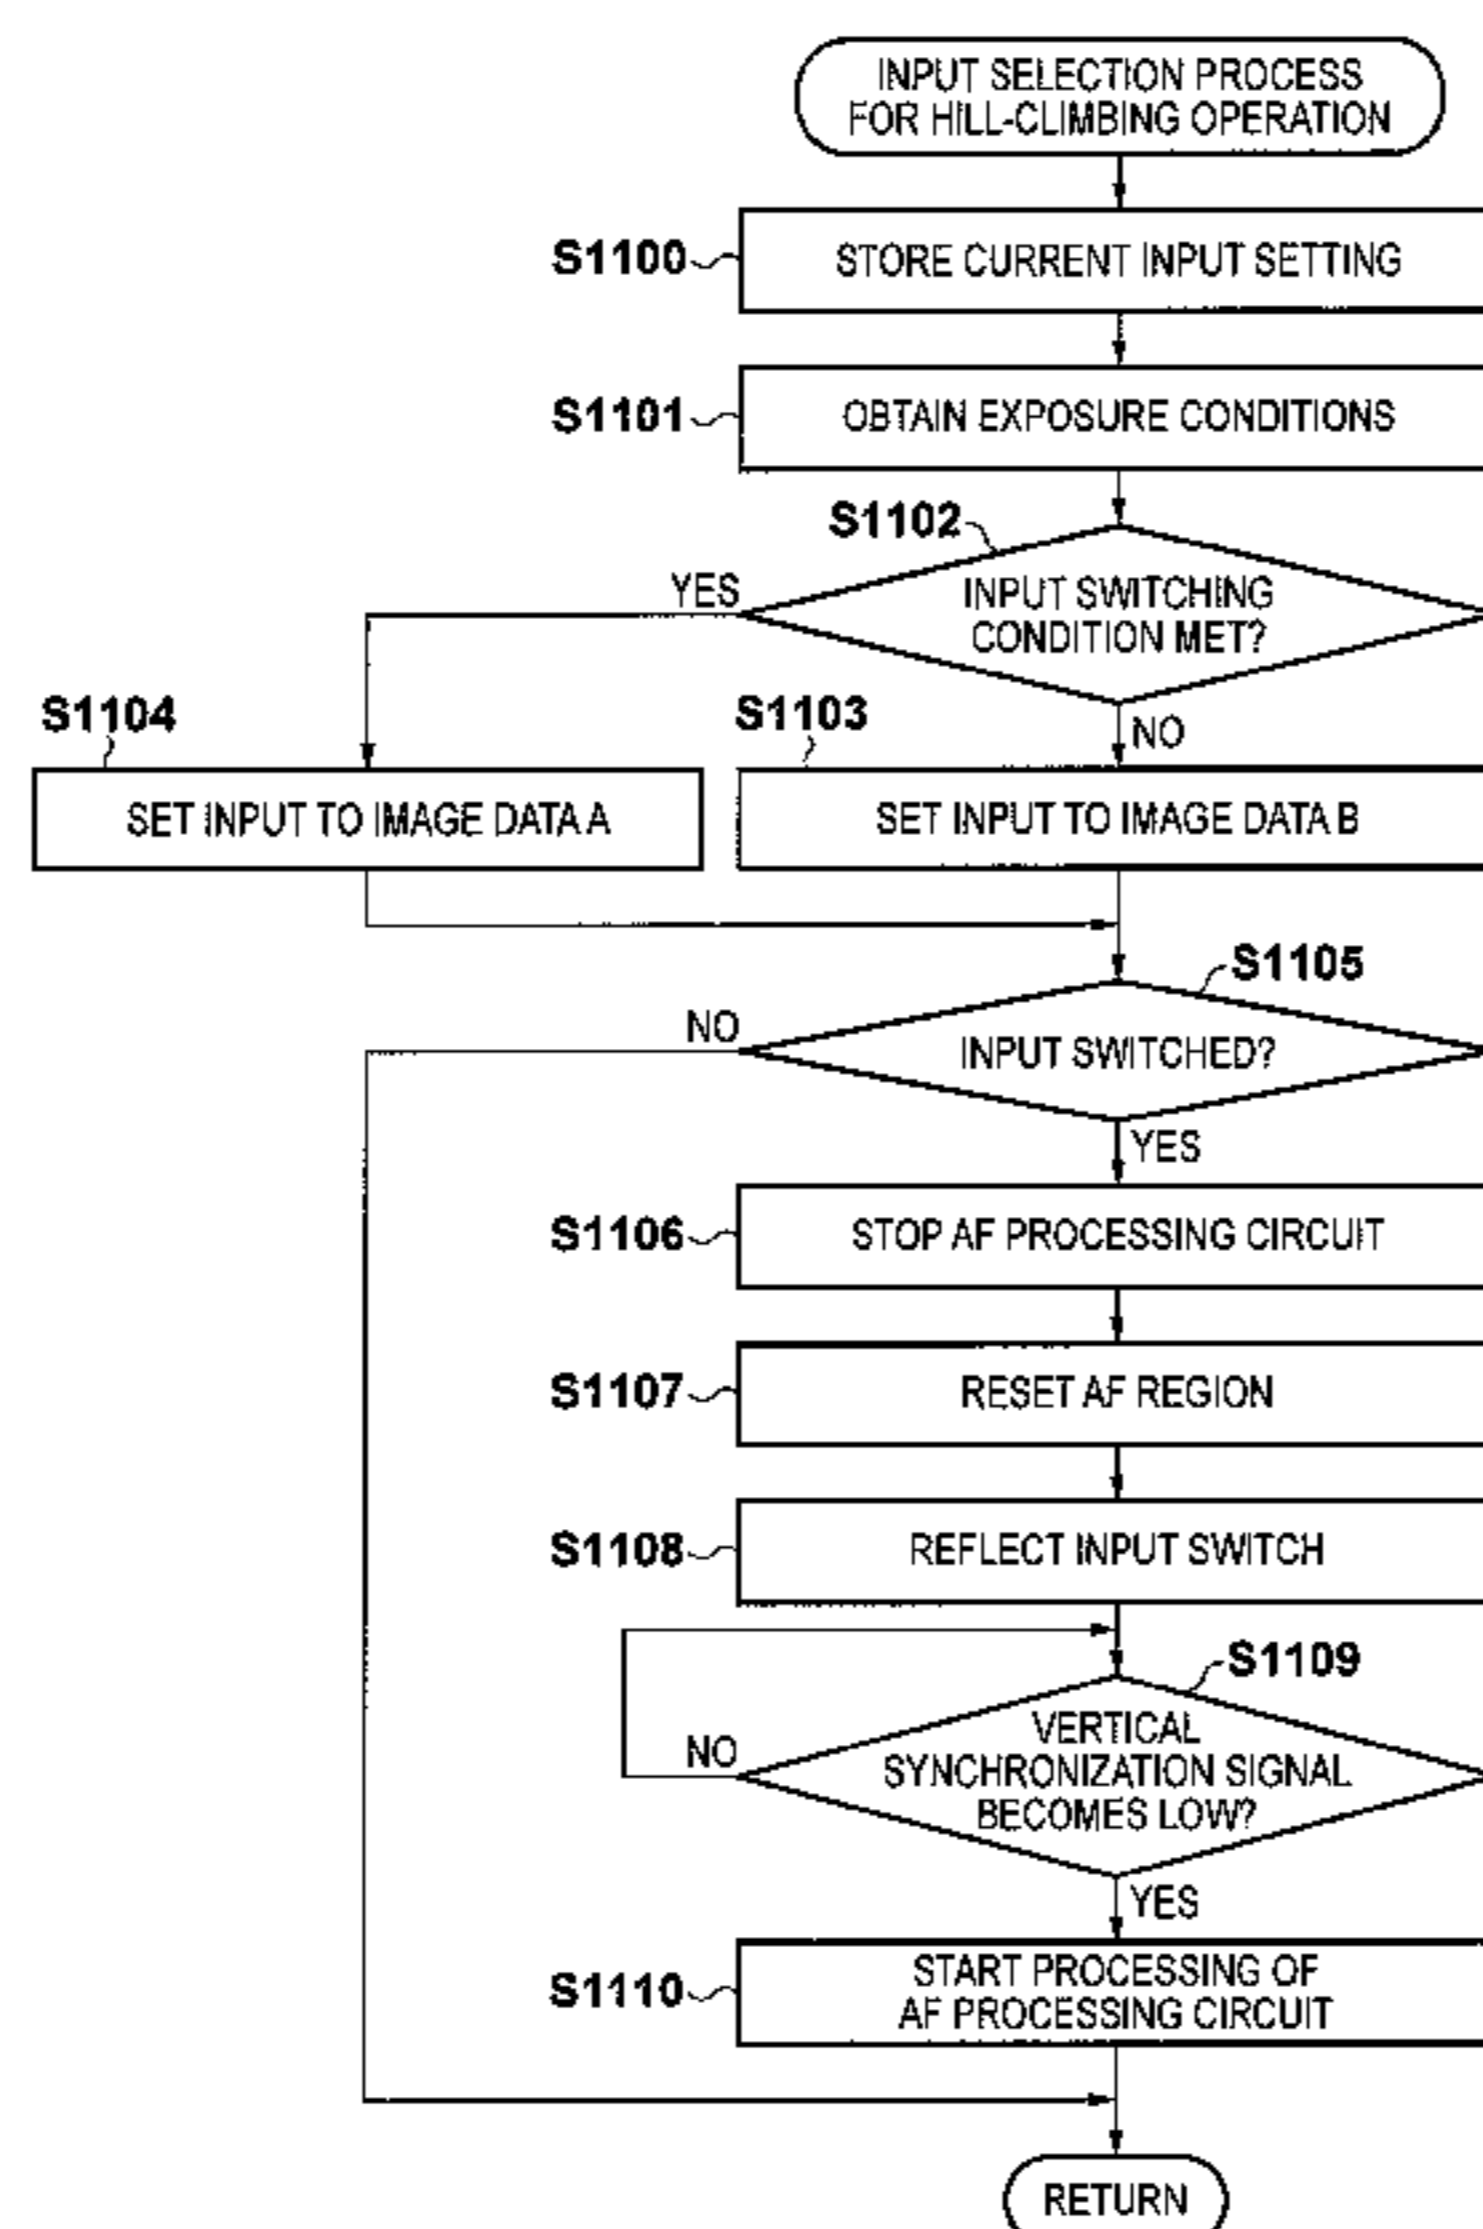 INPUT SELECTION PROCESS
FOR HILL-CLIMBING OPERATION
S1100
STORE CURRENT INPUT SETTING
S1101
OBTAIN EXPOSURE CONDITIONS
S1102
YES
INPUT SWITCHING
CONDITION MET?
S1104
S1103
NO
SET INPUT TO IMAGE DATA A
SET INPUT TO IMAGE DATA B
S1105
NO
INPUT SWITCHED?
YES
S1106
STOP AF PROCESSING CIRCUIT
S1107
RESET AF REGION
S1108
REFLECT INPUT SWITCH
S1109
NO
VERTICAL
SYNCHRONIZATION SIGNAL
BECOMES LOW?
YES
S1110
START PROCESSING OF
AF PROCESSING CIRCUIT
RETURN